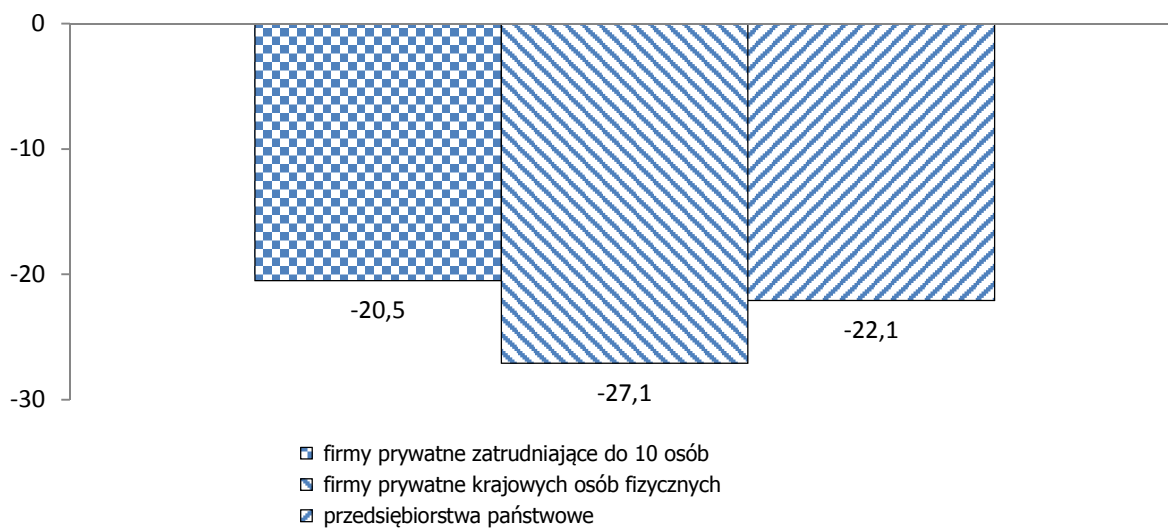 0
-10
-20
-30
-20,5
-27,1
-22,1
firmy prywatne zatrudniające do 10 osób
firmy prywatne krajowych osób fizycznych
przedsiębiorstwa państwowe